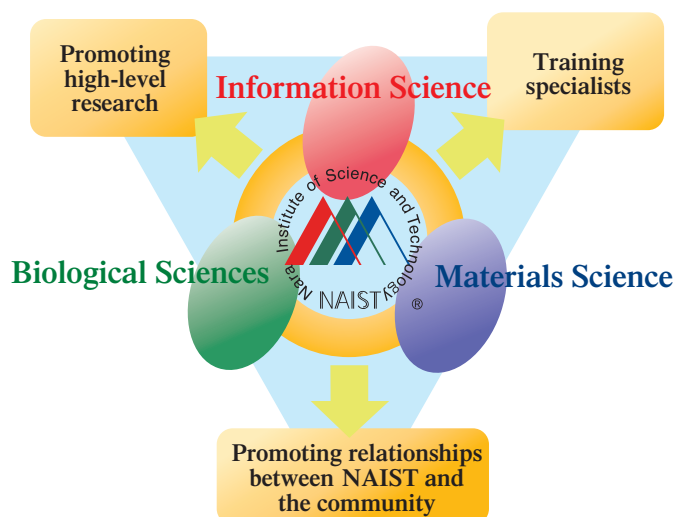 Promoting
high-level
research
Training
specialists
Information Science
Nara Institute of Science and Technology
NAIST
®
Biological Sciences
Materials Science
Promoting relationships
between NAIST and
the community